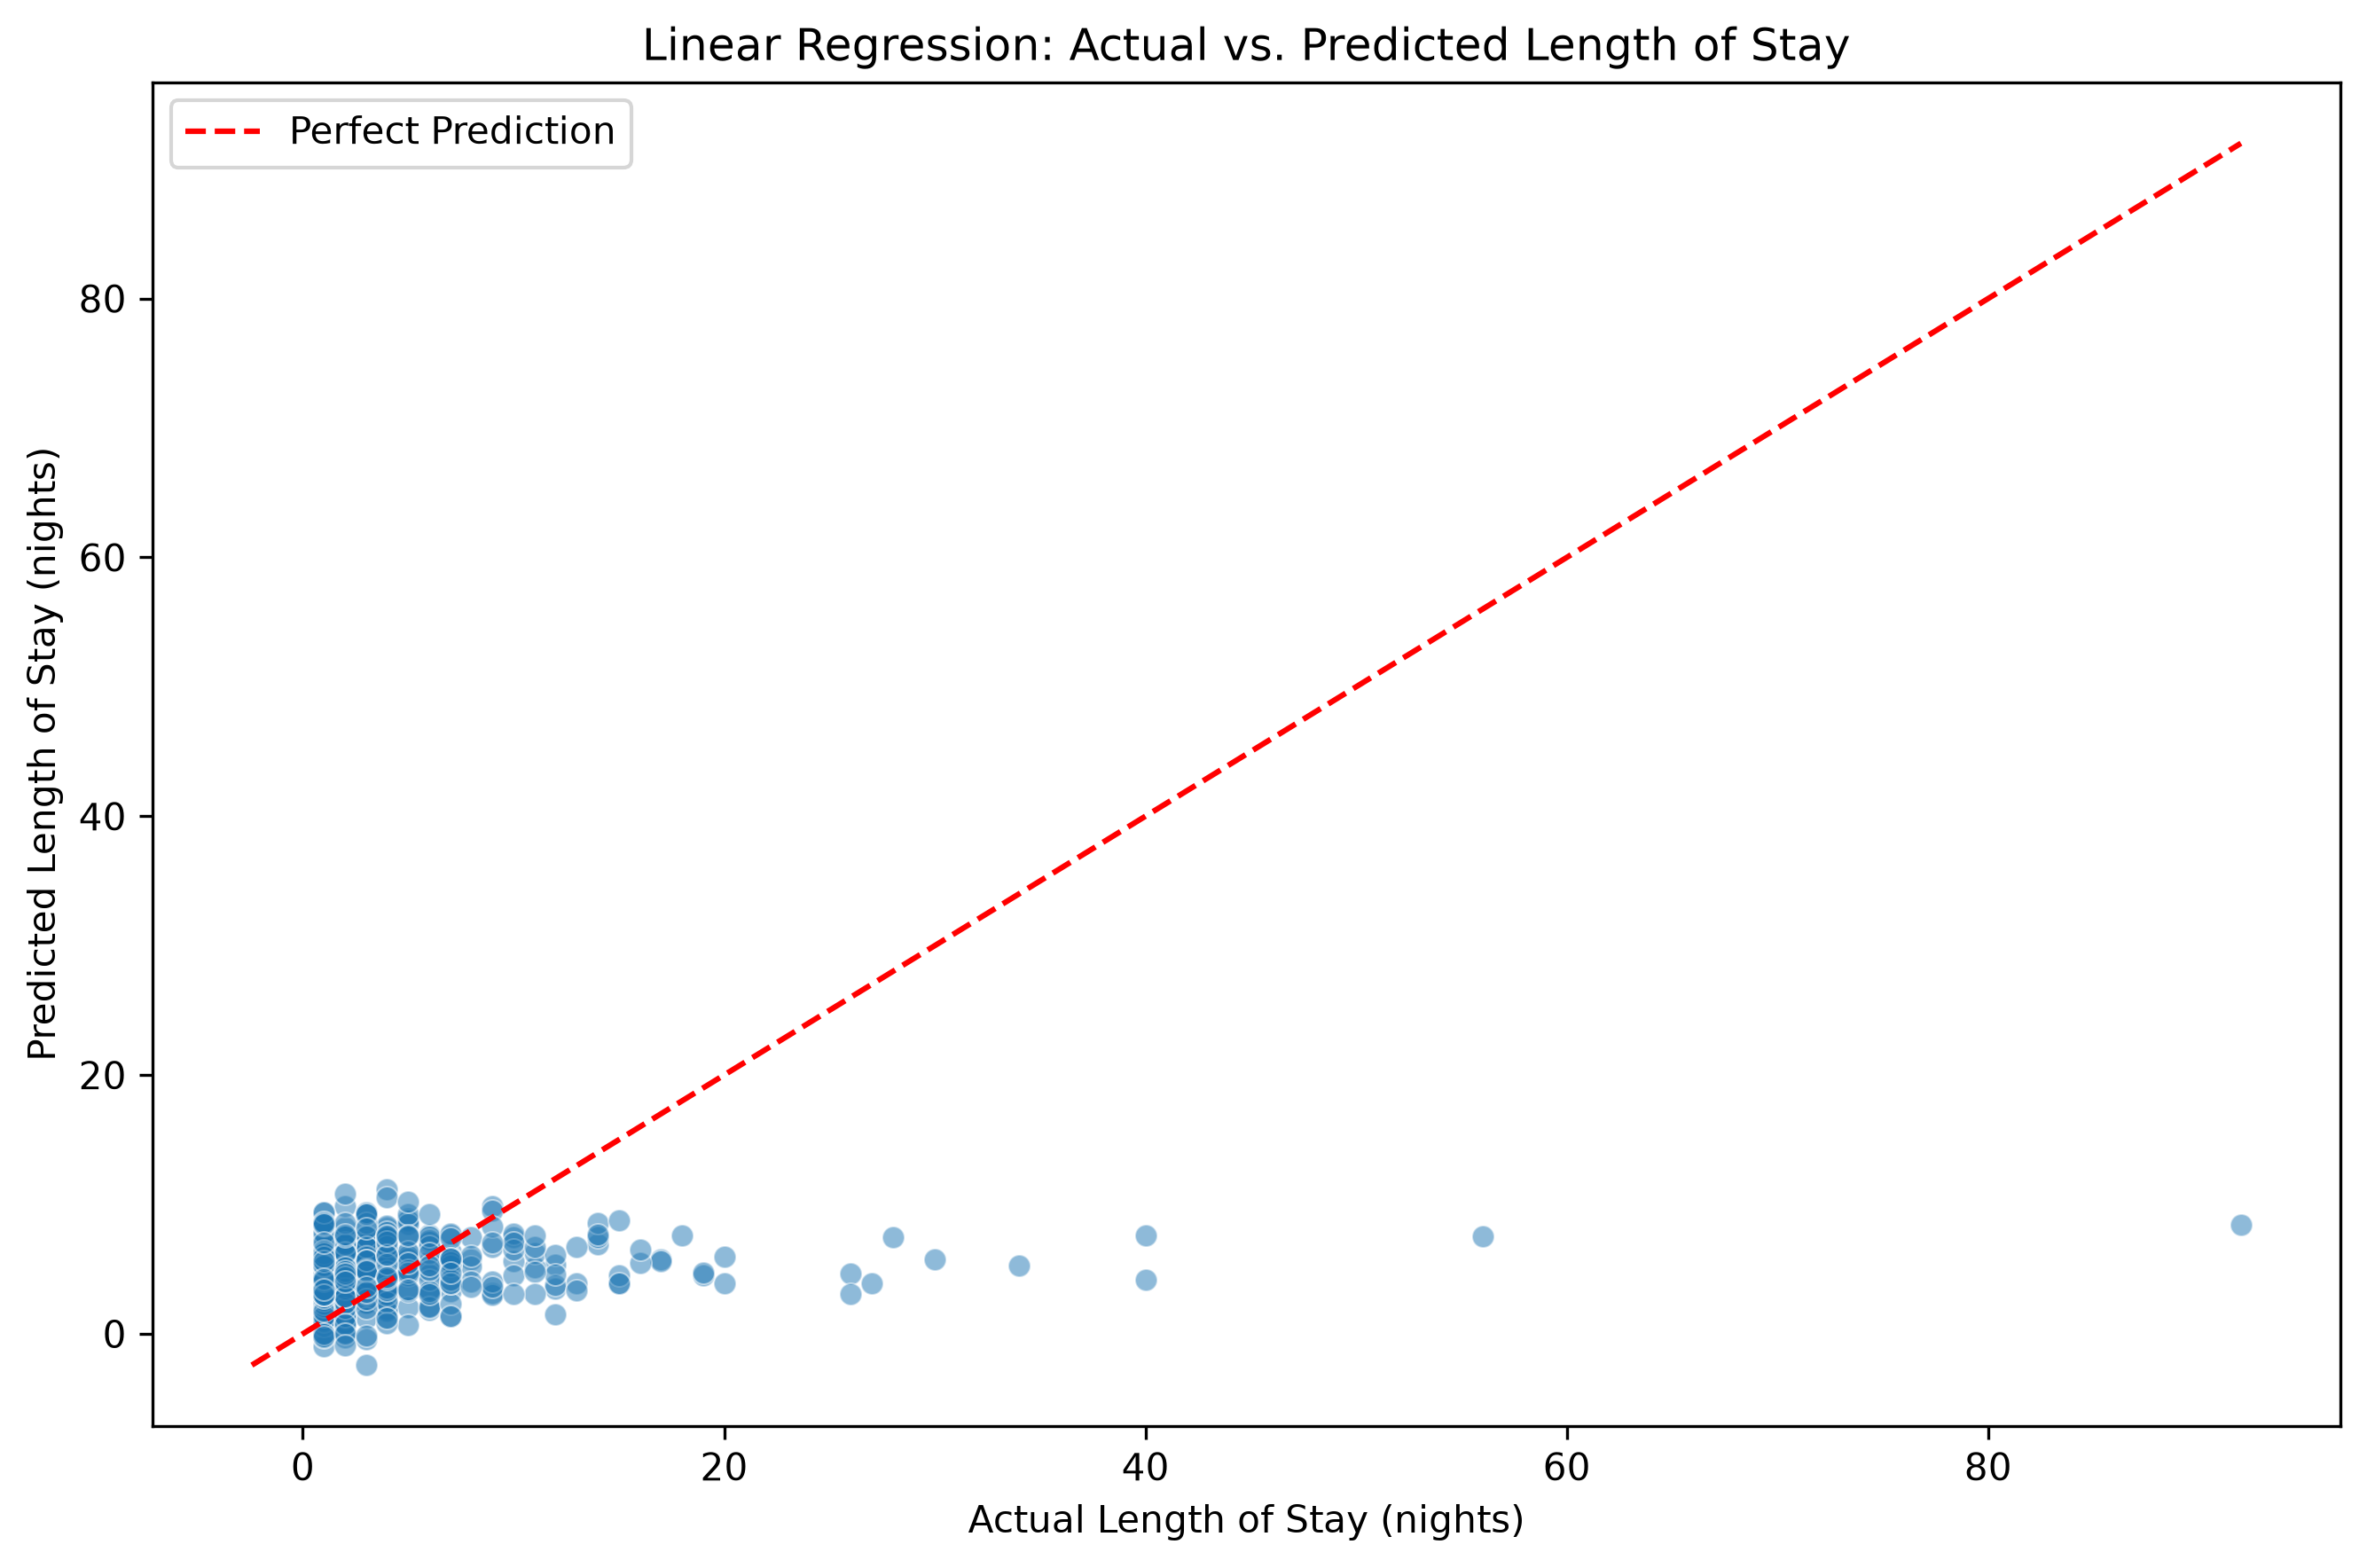 Linear Regression: Actual vs. Predicted Length of Stay
Perfect Prediction
Predicted Length of Stay (nights)
80
60
40
20
0
0 20 40 60 80
Actual Length of Stay (nights)